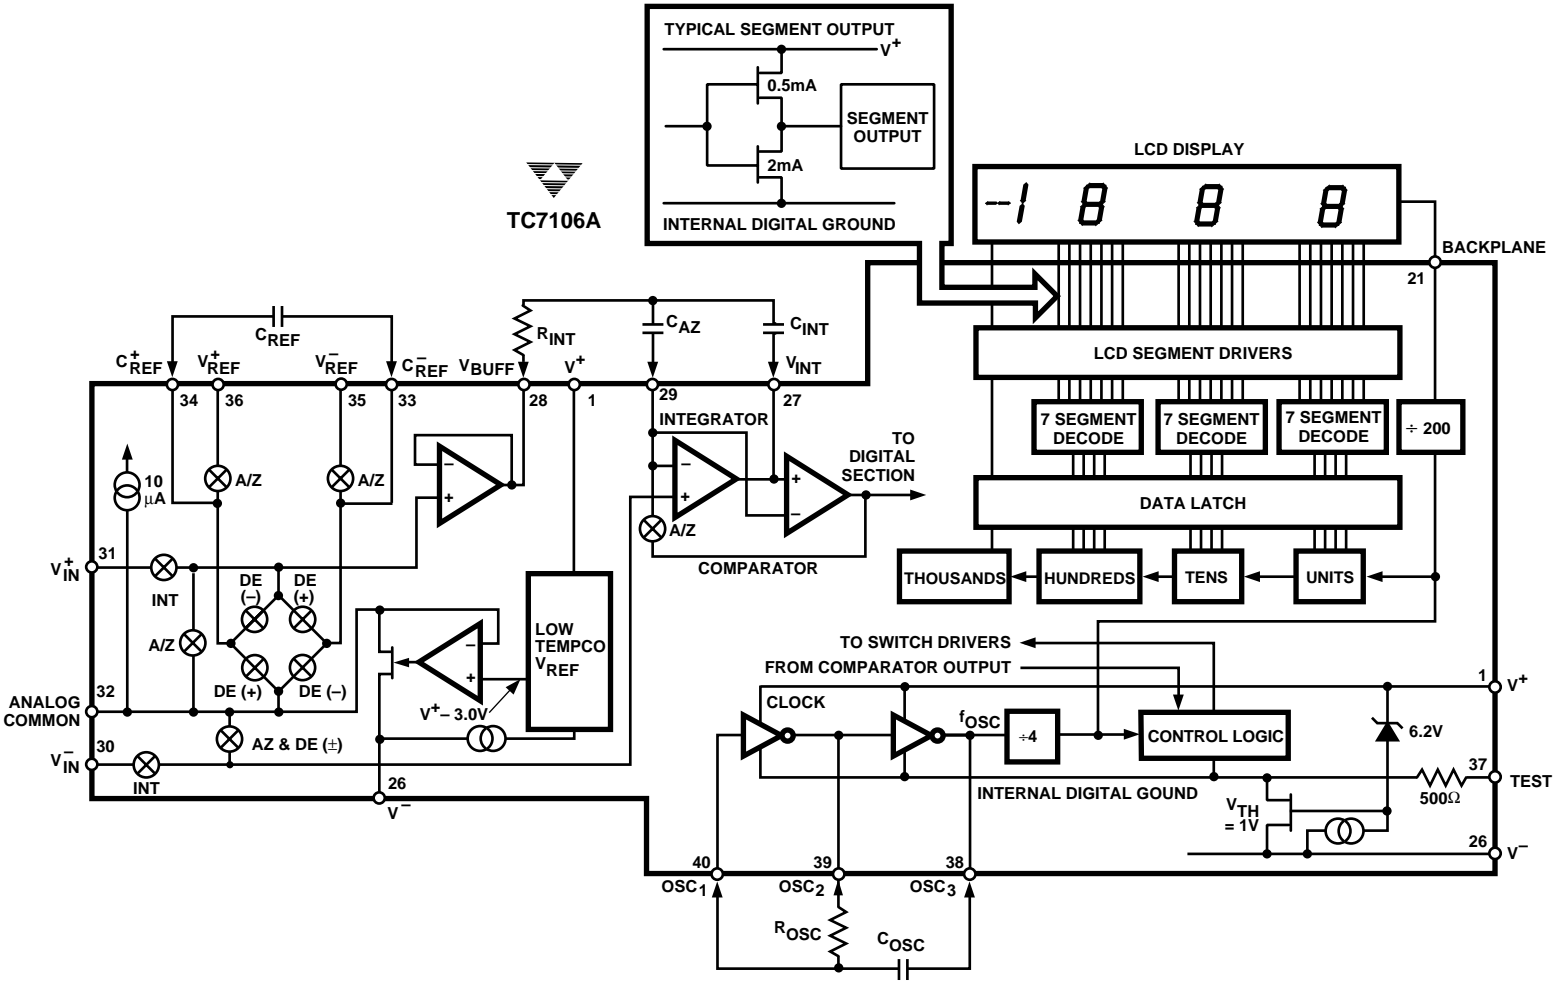 TYPICAL SEGMENT OUTPUT
V+
0.5mA
SEGMENT
OUTPUT
2mA
INTERNAL DIGITAL GROUND
TC7106A
LCD DISPLAY
-1 8 8 8
BACKPLANE
21
LCD SEGMENT DRIVERS
7 SEGMENT
DECODE
7 SEGMENT
DECODE
7 SEGMENT
DECODE
÷ 200
DATA LATCH
THOUSANDS
HUNDREDS
TENS
UNITS
CREF
RINT
CAZ
CINT
C+REF
V+REF
V–REF
C–REF
VBUFF
V+
VINT
34
36
35
33
28
1
29
27
INTEGRATOR
TO
DIGITAL
SECTION
10
µA
A/Z
A/Z
–
+
–
+
+
–
A/Z
COMPARATOR
31
V+IN
INT
DE
(–)
DE
(+)
A/Z
DE (+)
DE (–)
32
ANALOG
COMMON
LOW
TEMPCO
VREF
–
+
V+ – 3.0V
30
V–IN
INT
AZ & DE (±)
26
V–
TO SWITCH DRIVERS
FROM COMPARATOR OUTPUT
CLOCK
fOSC
÷4
CONTROL LOGIC
1
V+
6.2V
INTERNAL DIGITAL GOUND
37
TEST
500Ω
VTH
= 1V
26
V–
40
39
38
OSC1
OSC2
OSC3
ROSC
COSC